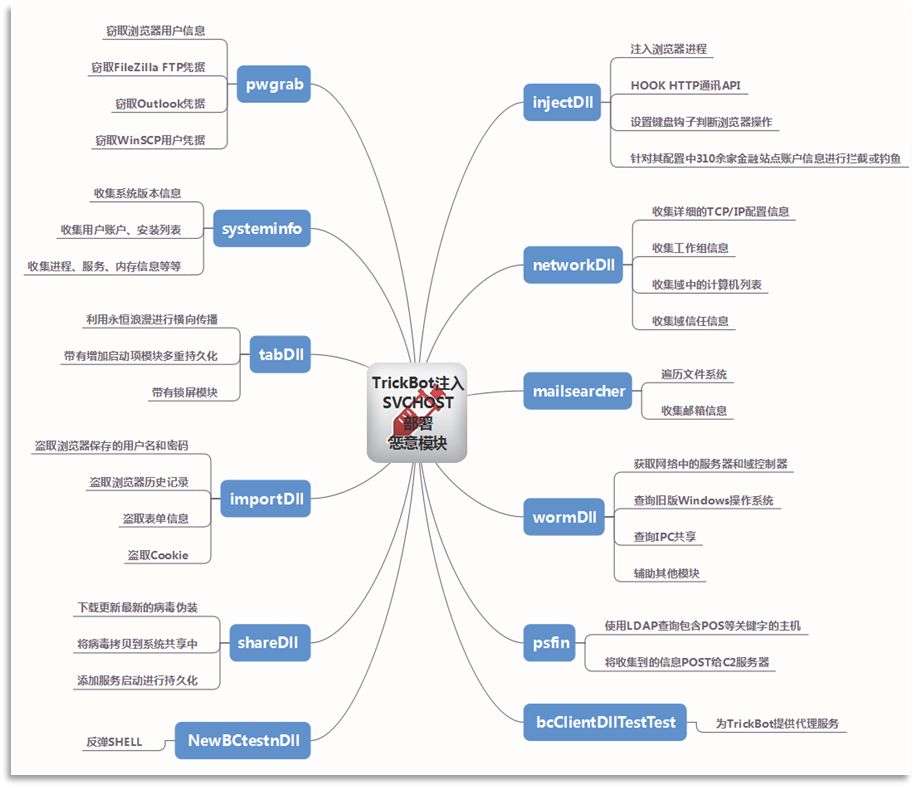 TrickBot注入
SVCHOST
部署
恶意模块
pwgrab
窃取浏览器用户信息
窃取FileZilla FTP凭据
窃取Outlook凭据
窃取WinSCP用户凭据
systeminfo
收集系统版本信息
收集用户账户、安装列表
收集进程、服务、内存信息等等
tabDll
利用永恒浪漫进行横向传播
带有增加启动项模块多重持久化
带有锁屏模块
importDll
盗取浏览器保存的用户名和密码
盗取浏览器历史记录
盗取表单信息
盗取Cookie
shareDll
下载更新最新的病毒伪装
将病毒拷贝到系统共享中
添加服务启动进行持久化
NewBCtestnDll
反弹SHELL
injectDll
注入浏览器进程
HOOK HTTP通讯API
设置键盘钩子判断浏览器操作
针对其配置中310余家金融站点账户信息进行拦截或钓鱼
networkDll
收集详细的TCP/IP配置信息
收集工作组信息
收集域中的计算机列表
收集域信任信息
mailsearcher
遍历文件系统
收集邮箱信息
wormDll
获取网络中的服务器和域控制器
查询旧版Windows操作系统
查询IPC共享
辅助其他模块
psfin
使用LDAP查询包含POS等关键字的主机
将收集到的信息POST给C2服务器
bcClientDllTestTest
为TrickBot提供代理服务